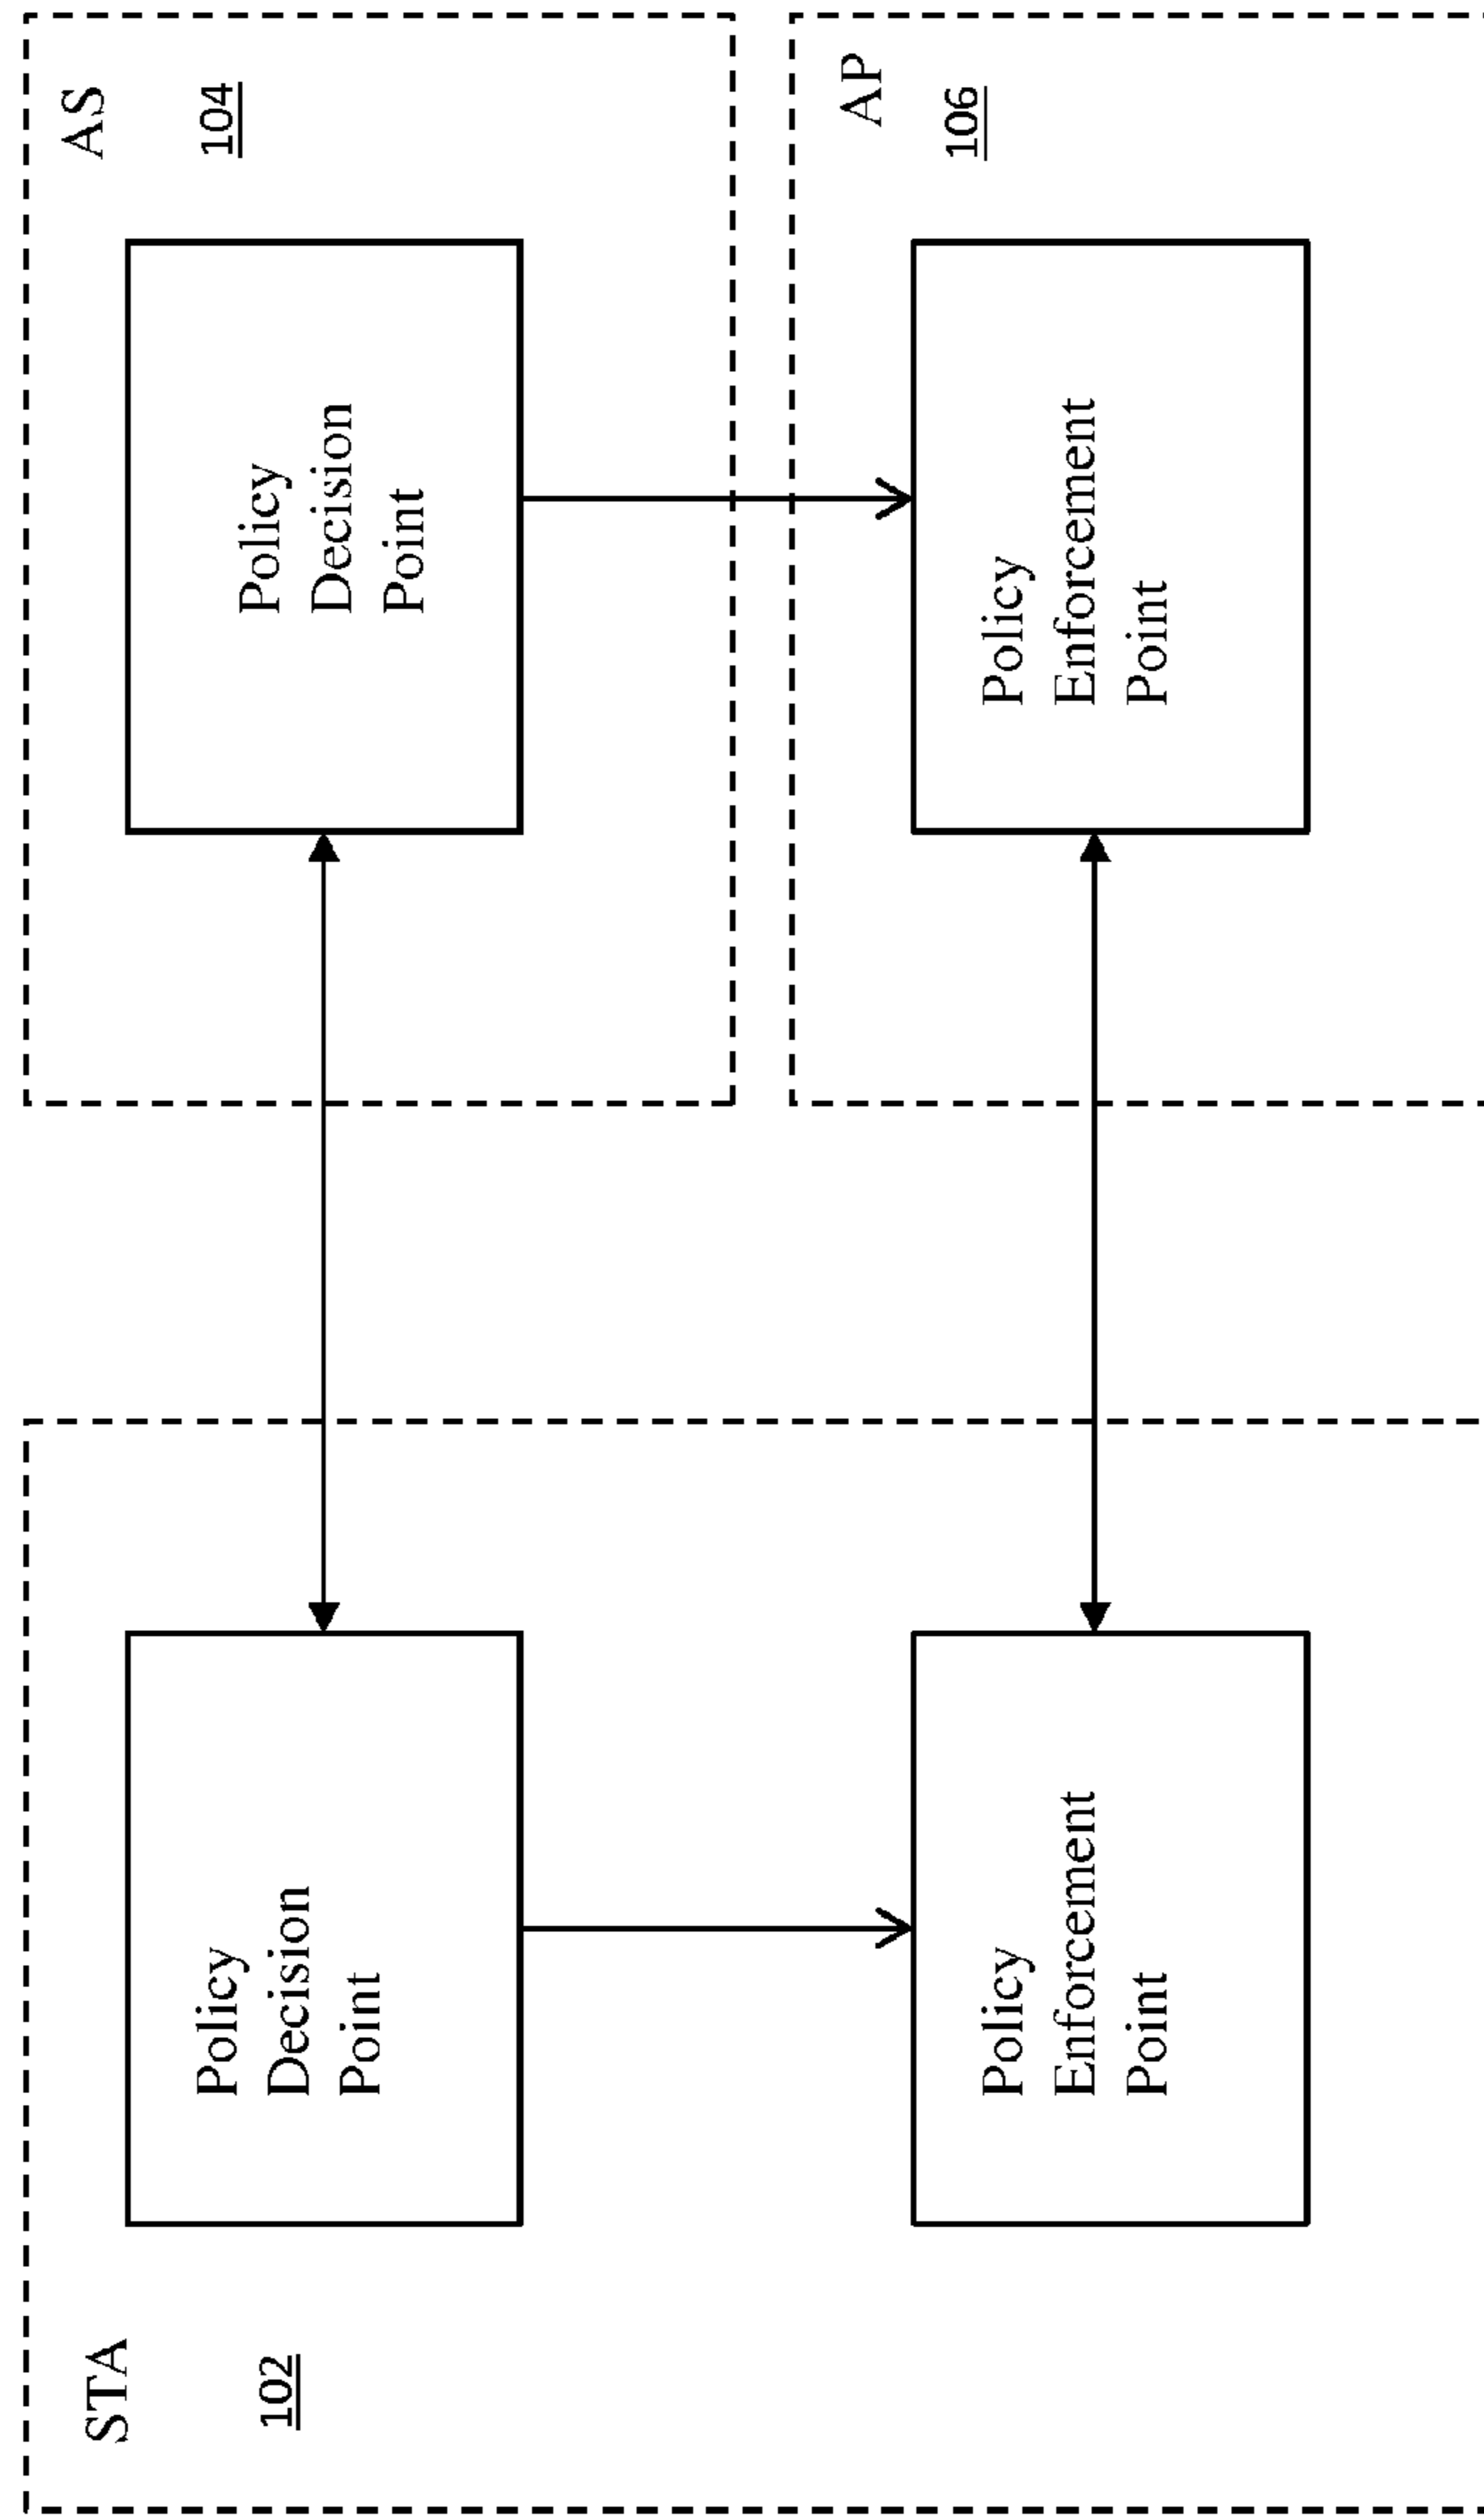 STA
102
Policy
Decision
Point
AS
104
Policy
Decision
Point
Policy
Enforcement
Point
AP
106
Policy
Enforcement
Point